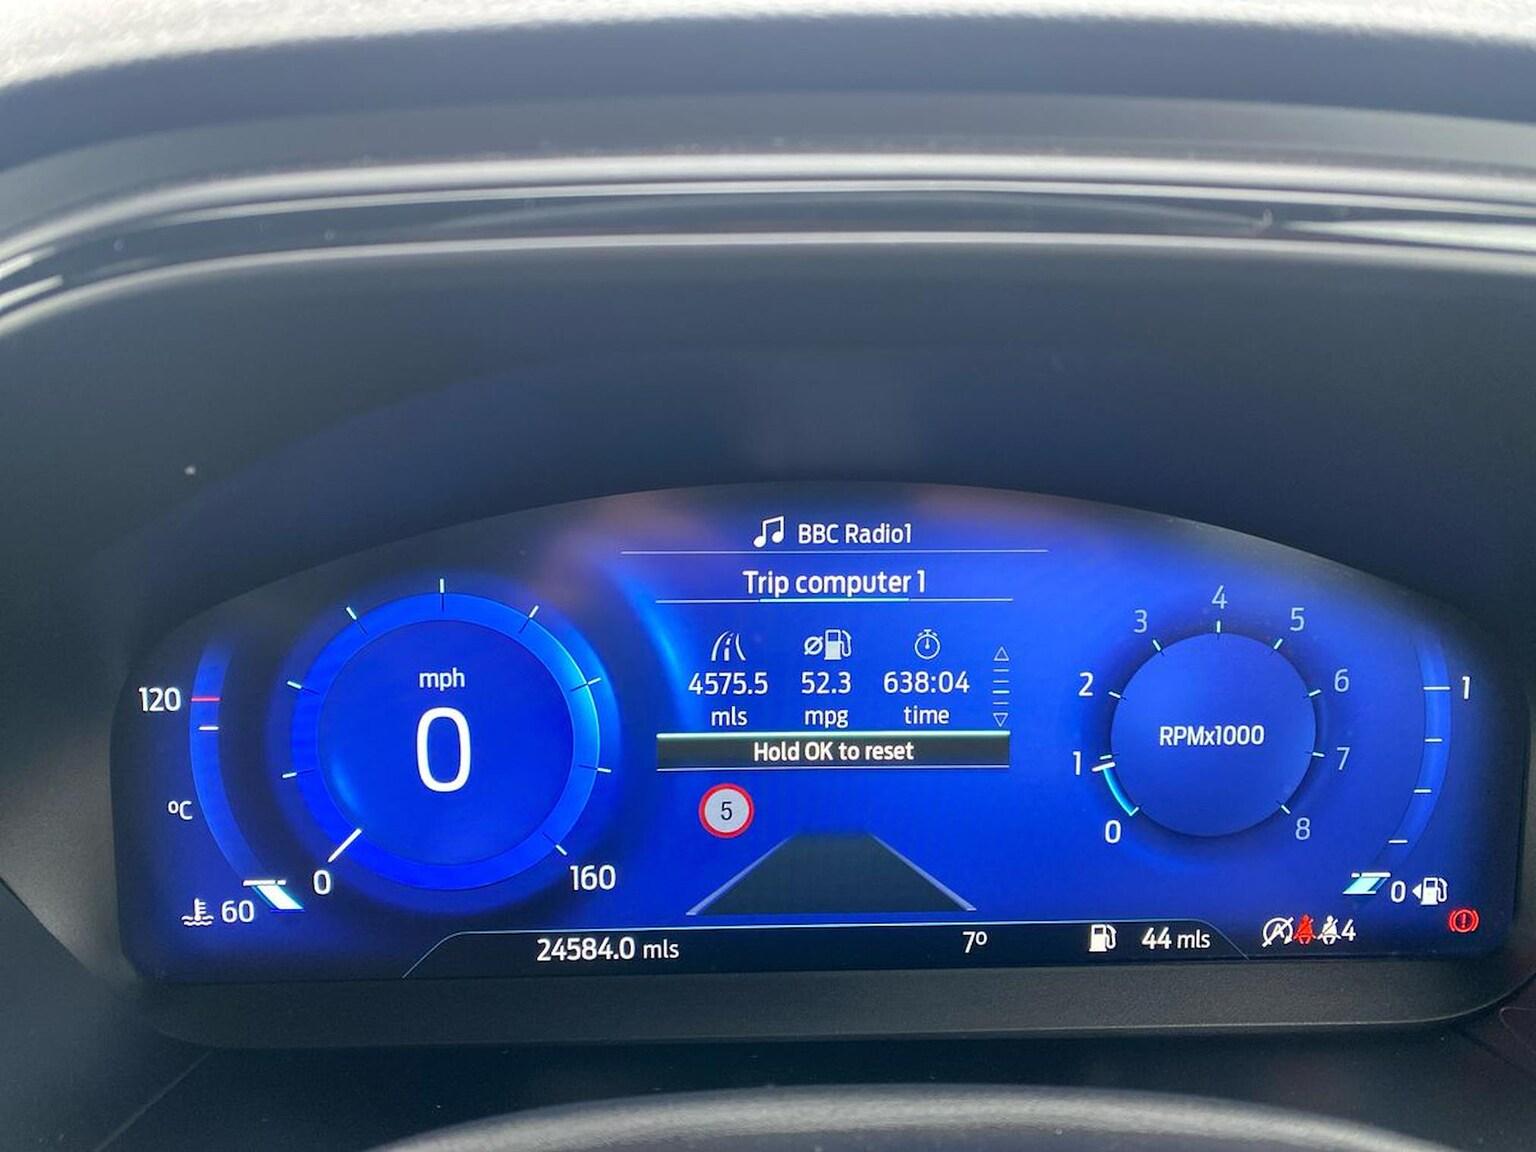 BBC Radio1
Trip computer 1
4575.5 52.3 638:04
mls mpg time
Hold OK to reset
5
120
°C
60
mph
0
0
160
0
1
2
3
4
5
6
7
8
RPMx1000
1
0
24584.0 mls
7°
44 mls
4